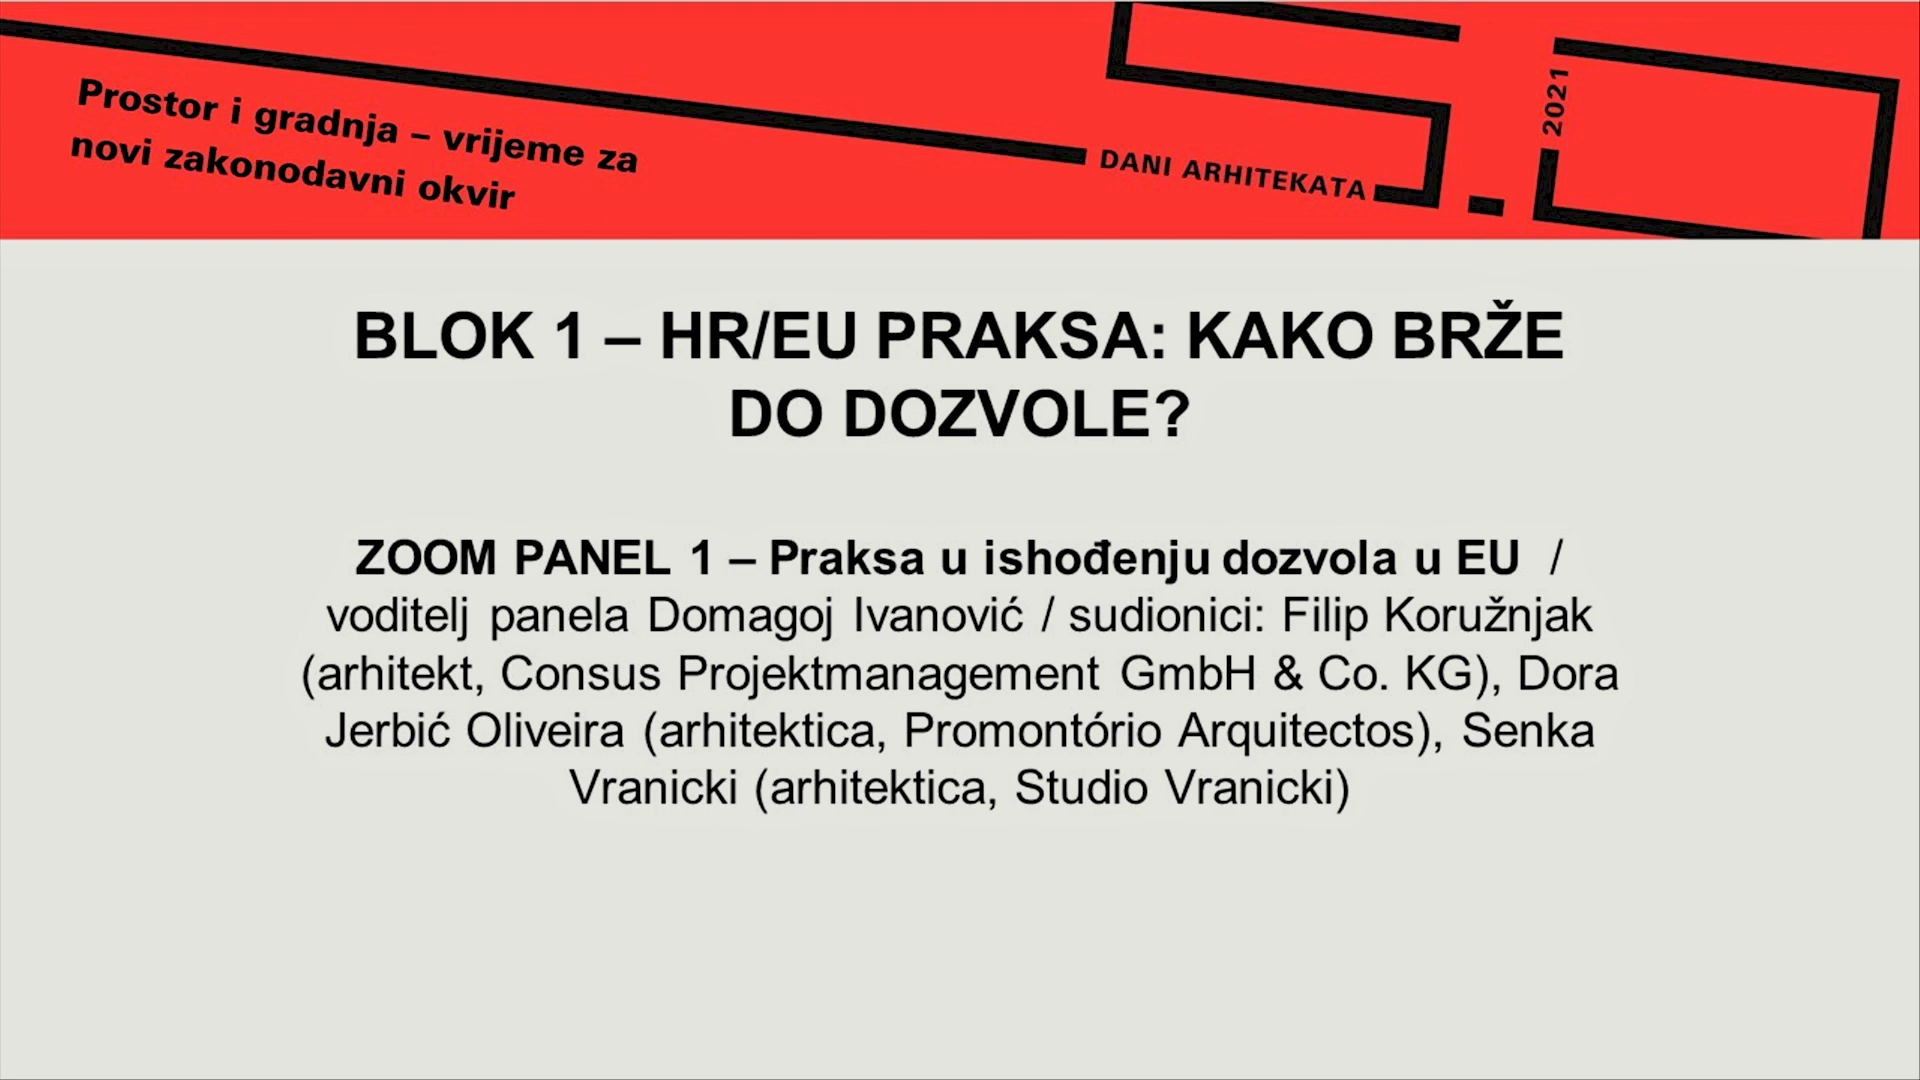 Prostor i gradnja – vrijeme za
novi zakonodavni okvir
DANI ARHITEKATA
2021
BLOK 1 – HR/EU PRAKSA: KAKO BRŽE
DO DOZVOLE?
ZOOM PANEL 1 – Praksa u ishođenju dozvola u EU /
voditelj panela Domagoj Ivanović / sudionici: Filip Koružnjak
(arhitekt, Consus Projektmanagement GmbH & Co. KG), Dora
Jerbić Oliveira (arhitektica, Promontório Arquitectos), Senka
Vranicki (arhitektica, Studio Vranicki)